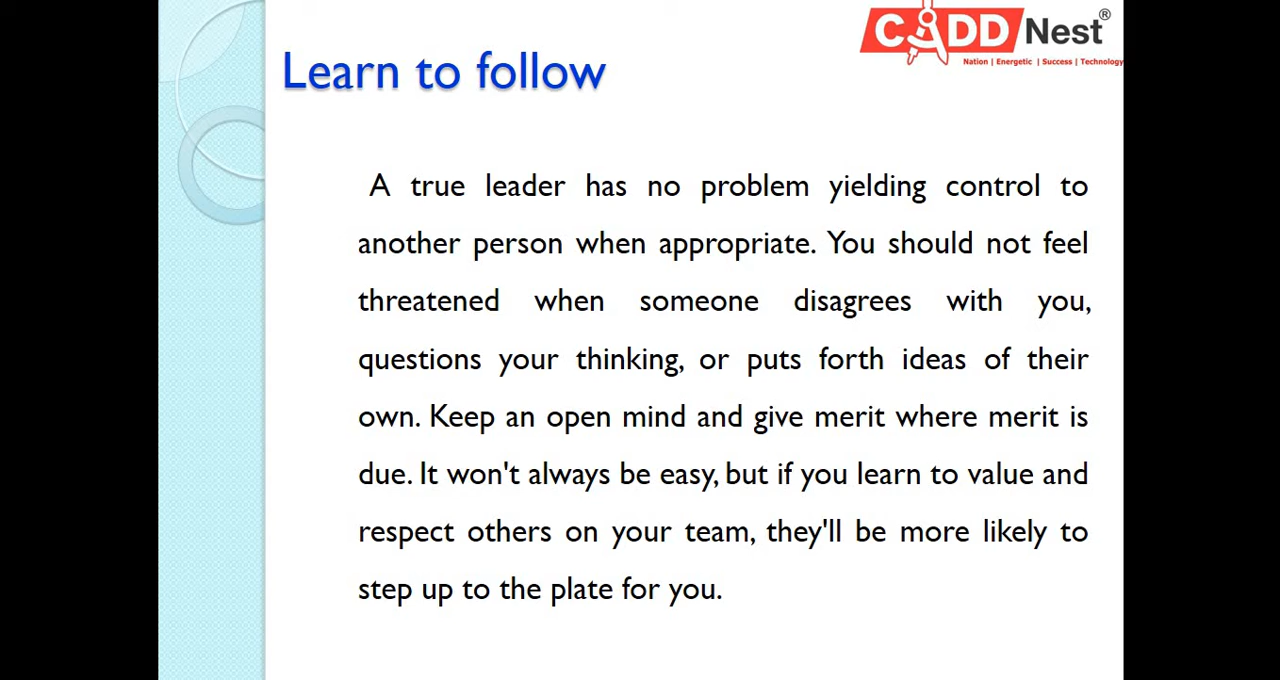 CADD Nest®
Nation | Energetic | Success | Technology
Learn to follow
A true leader has no problem yielding control to
another person when appropriate. You should not feel
threatened when someone disagrees with you,
questions your thinking, or puts forth ideas of their
own. Keep an open mind and give merit where merit is
due. It won't always be easy, but if you learn to value and
respect others on your team, they'll be more likely to
step up to the plate for you.